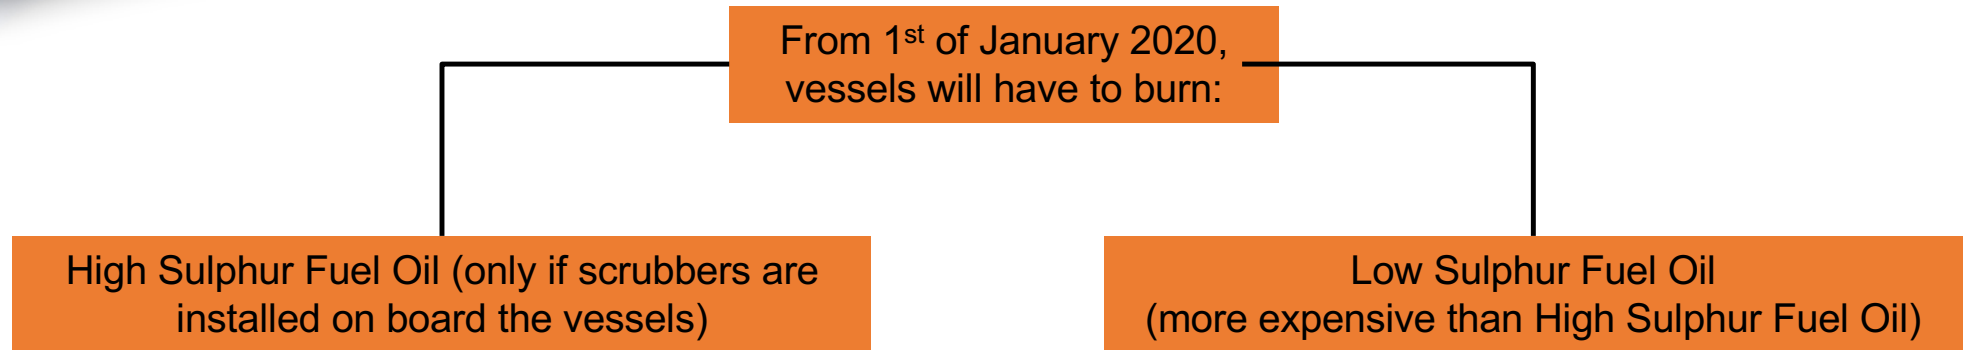 From 1st of January 2020,
vessels will have to burn:
High Sulphur Fuel Oil (only if scrubbers are
installed on board the vessels)
Low Sulphur Fuel Oil
(more expensive than High Sulphur Fuel Oil)